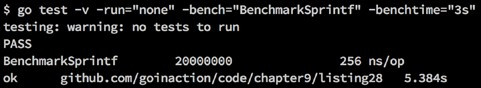 $ go test -v -run="none" -bench="BenchmarkSprintf" -benchtime="3s"
testing: warning: no tests to run
PASS
BenchmarkSprintf 20000000 256 ns/op
ok github.com/goinaction/code/chapter9/listing28 5.384s